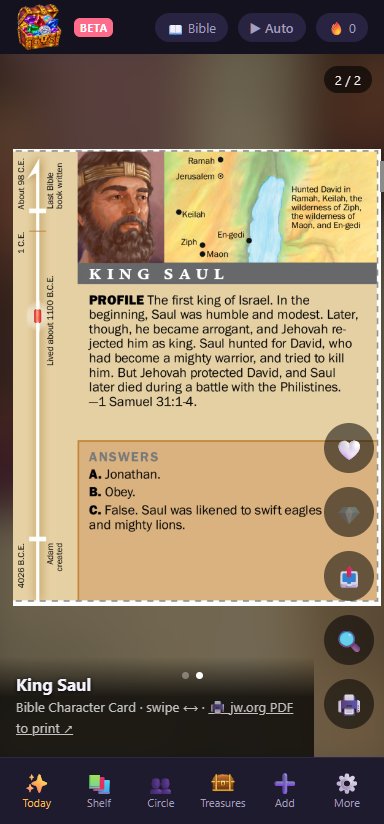 BETA
Bible
Auto
0
2 / 2
About 98 C.E.
Last Bible
book written
1 C.E.
Lived about 1100 B.C.E.
4026 B.C.E.
Adam
created
Ramah
Jerusalem
Keilah
Ziph
En-gedi
Maon
Hunted David in
Ramah, Keilah, the
wilderness of Ziph,
the wilderness of
Maon, and En-gedi
KING SAUL
PROFILE The first king of Israel. In the
beginning, Saul was humble and modest. Later,
though, he became arrogant, and Jehovah re-
jected him as king. Saul hunted for David, who
had become a mighty warrior, and tried to kill
him. But Jehovah protected David, and Saul
later died during a battle with the Philistines.
—1 Samuel 31:1-4.
ANSWERS
A. Jonathan.
B. Obey.
C. False. Saul was likened to swift eagles
and mighty lions.
King Saul
Bible Character Card · swipe ↔ · jw.org PDF
to print ↗
Today
Shelf
Circle
Treasures
Add
More